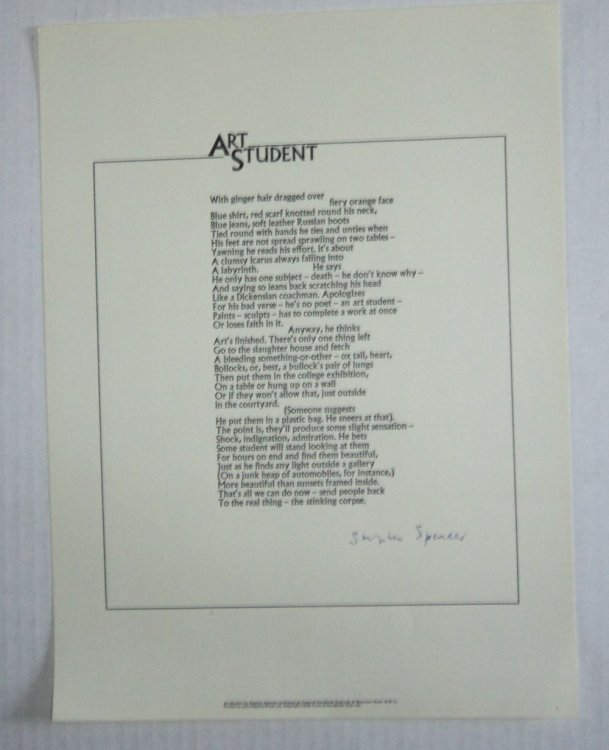 ART
STUDENT
With ginger hair dragged over fiery orange face
Blue shirt, red scarf knotted round his neck,
Blue jeans, soft leather Russian boots
Tied round with bands he ties and unties when
His feet are not spread sprawling on two tables –
Yawning he reads his effort. It's about
A clumsy Icarus always falling into
A labyrinth. He says
He only has one subject – death – he don't know why –
And saying so leans back scratching his head
Like a Dickensian coachman. Apologizes
For his bad verse – he's no poet – an art student –
Paints – sculpts – has to complete a work at once
Or loses faith in it. Anyway, he thinks
Art's finished. There's only one thing left
Go to the slaughter house and fetch
A bleeding something-or-other – ox tail, heart,
Bollocks, or, best, a bullock's pair of lungs
Then put them in the college exhibition,
On a table or hung up on a wall
Or if they won't allow that, just outside
In the courtyard. (Someone suggests
He put them in a plastic bag. He sneers at that).
The point is, they'll produce some slight sensation –
Shock, indignation, admiration. He bets
Some student will stand looking at them
For hours on end and find them beautiful,
Just as he finds any light outside a gallery
(On a junk heap of automobiles, for instance,)
More beautiful than sunsets framed inside.
That's all we can do now – send people back
To the real thing – the stinking corpse.
Stephen Spender